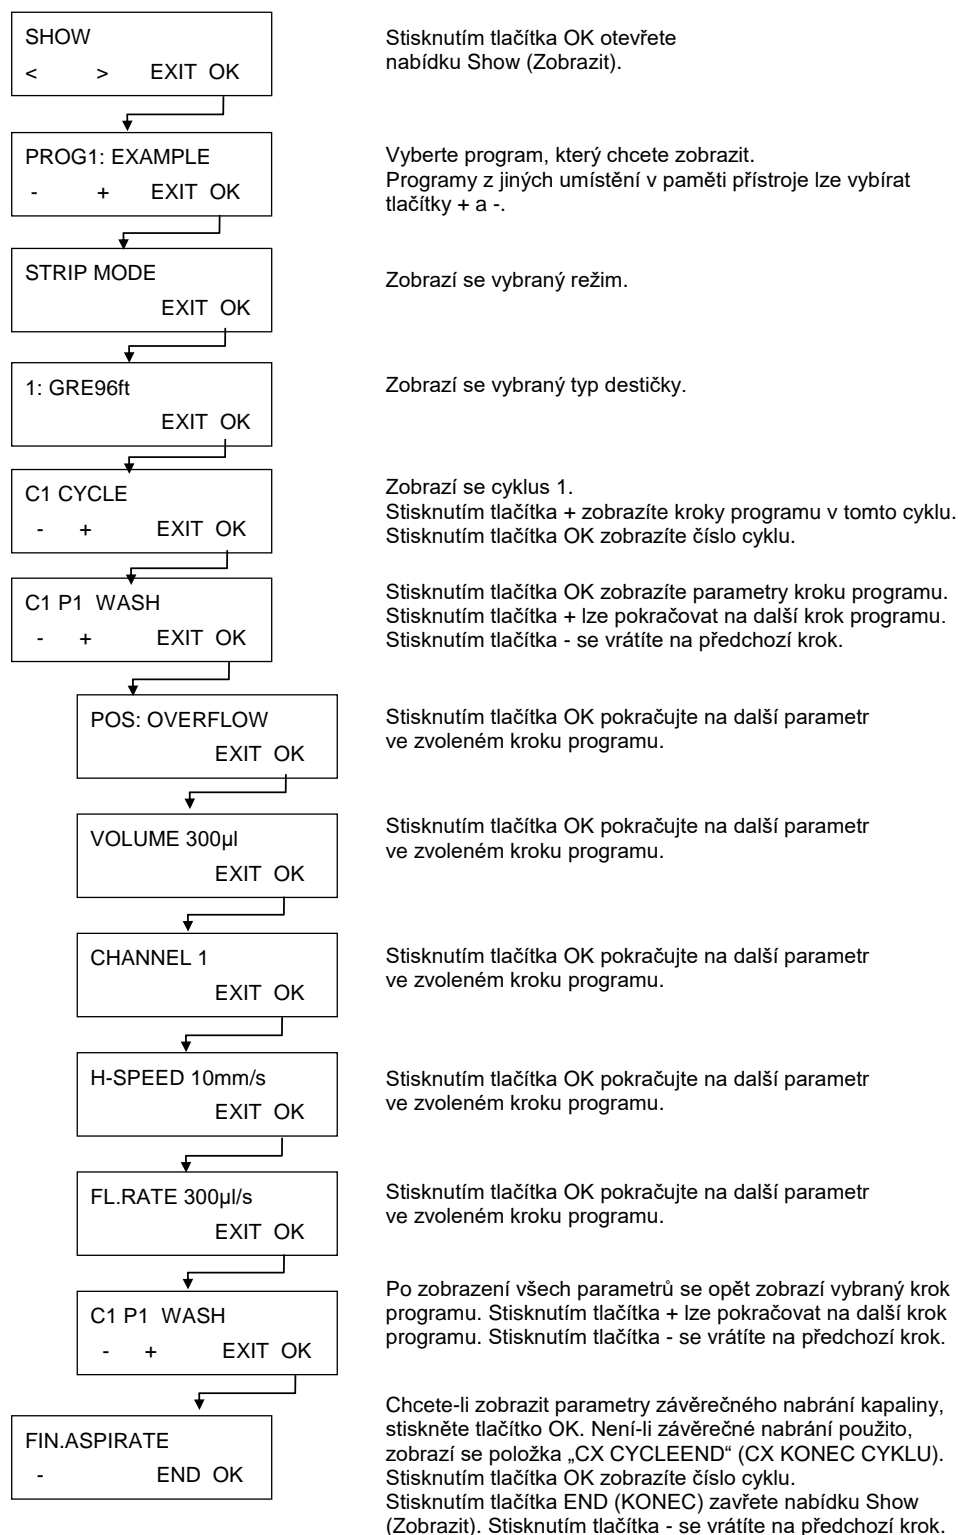 SHOW
< > EXIT OK
Stisknutím tlačítka OK otevřete
nabídku Show (Zobrazit).
PROG1: EXAMPLE
- + EXIT OK
Vyberte program, který chcete zobrazit.
Programy z jiných umístění v paměti přístroje lze vybírat
tlačítky + a -.
STRIP MODE
EXIT OK
Zobrazí se vybraný režim.
1: GRE96ft
EXIT OK
Zobrazí se vybraný typ destičky.
C1 CYCLE
- + EXIT OK
Zobrazí se cyklus 1.
Stisknutím tlačítka + zobrazíte kroky programu v tomto cyklu.
Stisknutím tlačítka OK zobrazíte číslo cyklu.
C1 P1 WASH
- + EXIT OK
Stisknutím tlačítka OK zobrazíte parametry kroku programu.
Stisknutím tlačítka + lze pokračovat na další krok programu.
Stisknutím tlačítka - se vrátíte na předchozí krok.
POS: OVERFLOW
EXIT OK
Stisknutím tlačítka OK pokračujte na další parametr
ve zvoleném kroku programu.
VOLUME 300µl
EXIT OK
Stisknutím tlačítka OK pokračujte na další parametr
ve zvoleném kroku programu.
CHANNEL 1
EXIT OK
Stisknutím tlačítka OK pokračujte na další parametr
ve zvoleném kroku programu.
H-SPEED 10mm/s
EXIT OK
Stisknutím tlačítka OK pokračujte na další parametr
ve zvoleném kroku programu.
FL.RATE 300µl/s
EXIT OK
Stisknutím tlačítka OK pokračujte na další parametr
ve zvoleném kroku programu.
C1 P1 WASH
- + EXIT OK
Po zobrazení všech parametrů se opět zobrazí vybraný krok
programu. Stisknutím tlačítka + lze pokračovat na další krok
programu. Stisknutím tlačítka - se vrátíte na předchozí krok.
FIN.ASPIRATE
- END OK
Chcete-li zobrazit parametry závěrečného nabrání kapaliny,
stiskněte tlačítko OK. Není-li závěrečné nabrání použito,
zobrazí se položka „CX CYCLEEND“ (CX KONEC CYKLU).
Stisknutím tlačítka OK zobrazíte číslo cyklu.
Stisknutím tlačítka END (KONEC) zavřete nabídku Show
(Zobrazit). Stisknutím tlačítka - se vrátíte na předchozí krok.